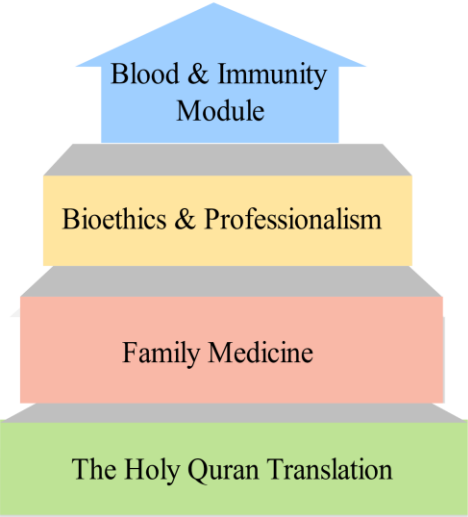 Blood & Immunity
Module
Bioethics & Professionalism
Family Medicine
The Holy Quran Translation